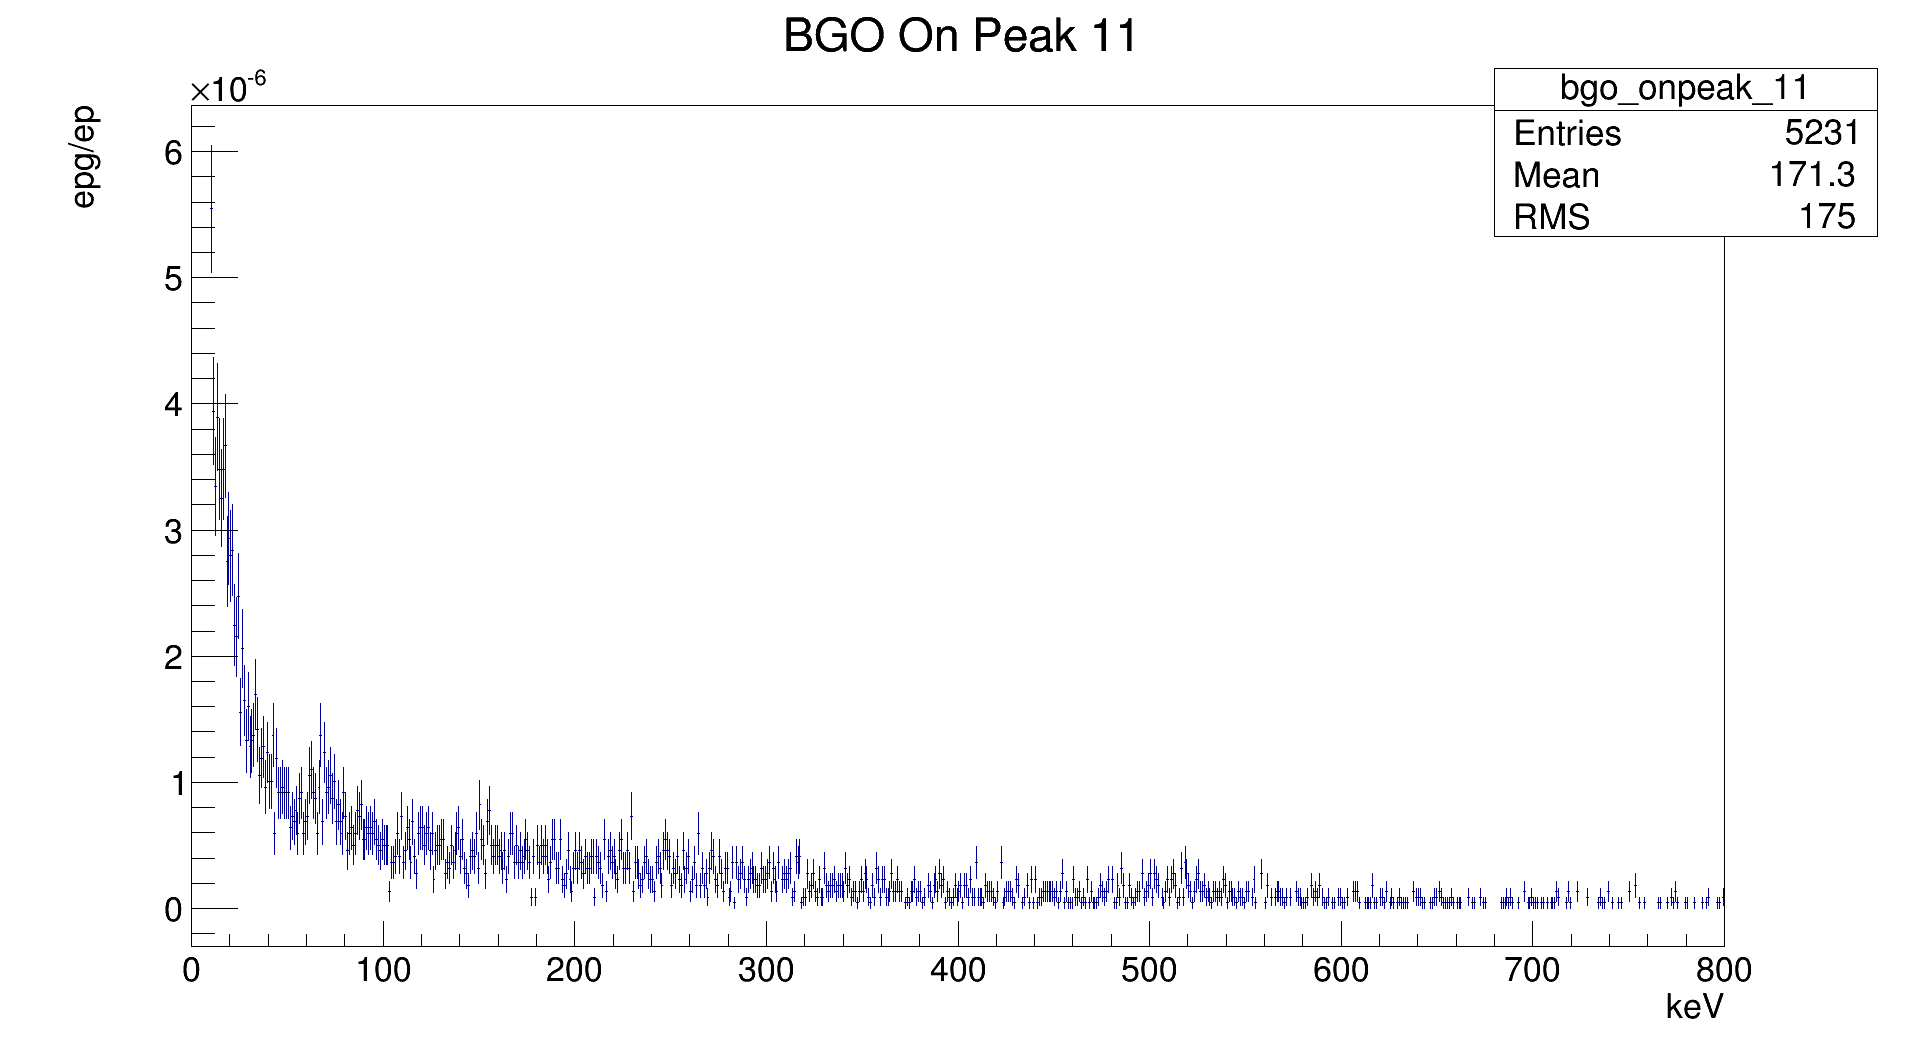 BGO On Peak 11
×10-6
epg/ep
bgo_onpeak_11
Entries 5231
Mean 171.3
RMS 175
6
5
4
3
2
1
0
0 100 200 300 400 500 600 700 800
keV